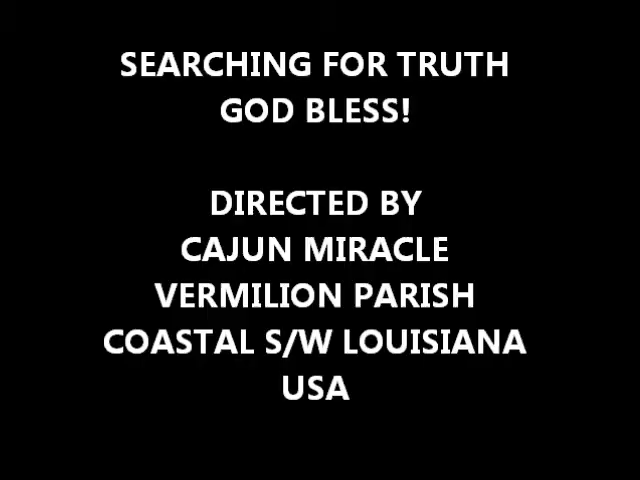 SEARCHING FOR TRUTH
GOD BLESS!
DIRECTED BY
CAJUN MIRACLE
VERMILION PARISH
COASTAL S/W LOUISIANA
USA